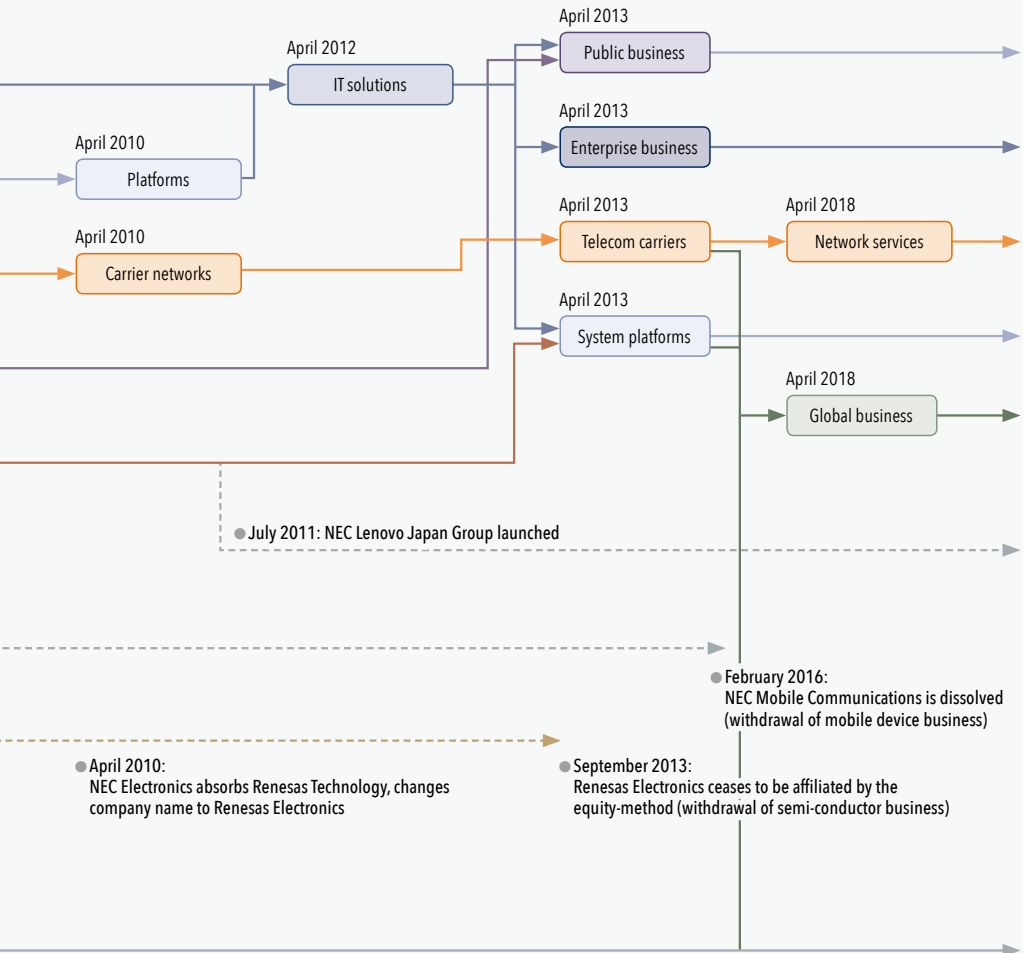 April 2013
Public business
April 2012
IT solutions
April 2013
Enterprise business
April 2010
Platforms
April 2013
Telecom carriers
April 2018
Network services
April 2010
Carrier networks
April 2013
System platforms
April 2018
Global business
July 2011: NEC Lenovo Japan Group launched
February 2016:
NEC Mobile Communications is dissolved
(withdrawal of mobile device business)
April 2010:
NEC Electronics absorbs Renesas Technology, changes
company name to Renesas Electronics
September 2013:
Renesas Electronics ceases to be affiliated by the
equity-method (withdrawal of semi-conductor business)